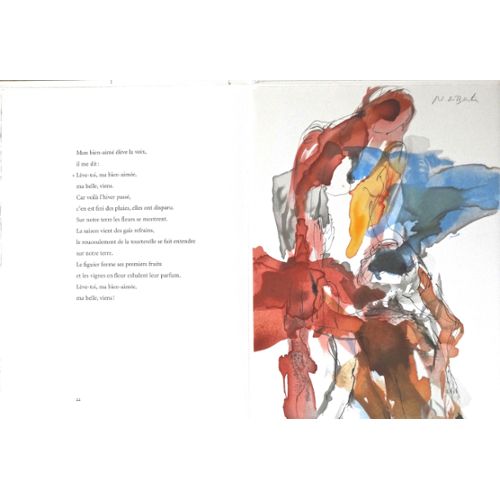 Mon bien-aimé élève la voix,
il me dit :
« Lève-toi, ma bien-aimée,
ma belle, viens.
Car voilà l'hiver passé,
c'en est fini des pluies, elles ont disparu.
Sur notre terre les fleurs se montrent.
La saison vient des gais refrains,
le roucoulement de la tourterelle se fait entendre
sur notre terre.
Le figuier forme ses premiers fruits
et les vignes en fleur exhalent leur parfum.
Lève-toi, ma bien-aimée,
ma belle, viens !
22